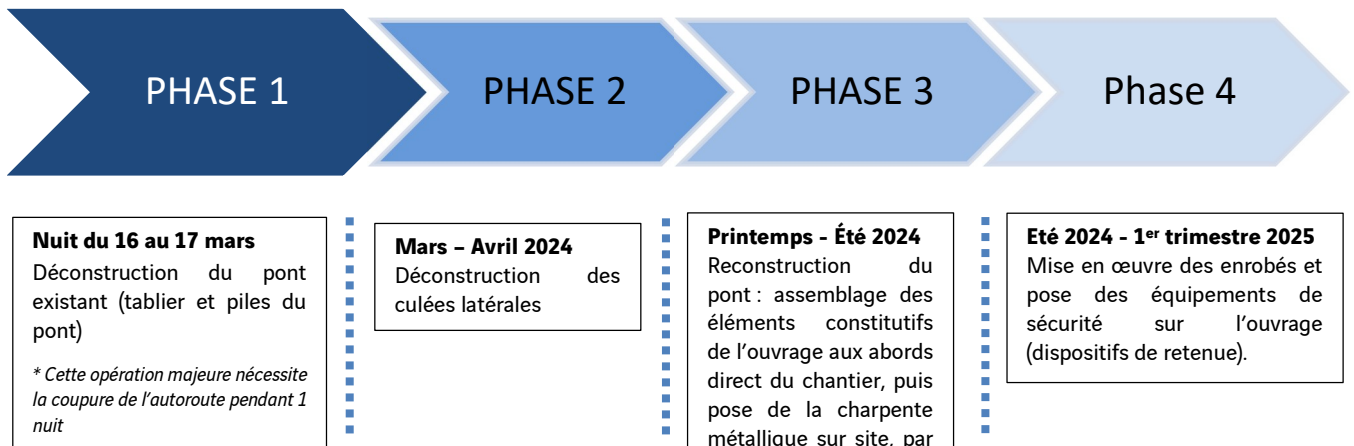 PHASE 1
PHASE 2
PHASE 3
Phase 4
Nuit du 16 au 17 mars
Déconstruction du pont
existant (tablier et piles du
pont)
* Cette opération majeure nécessite
la coupure de l’autoroute pendant 1
nuit
Mars – Avril 2024
Déconstruction des
culées latérales
Printemps - Été 2024
Reconstruction du
pont : assemblage des
éléments constitutifs
de l’ouvrage aux abords
direct du chantier, puis
pose de la charpente
métallique sur site, par
Eté 2024 - 1er trimestre 2025
Mise en œuvre des enrobés et
pose des équipements de
sécurité sur l’ouvrage
(dispositifs de retenue).